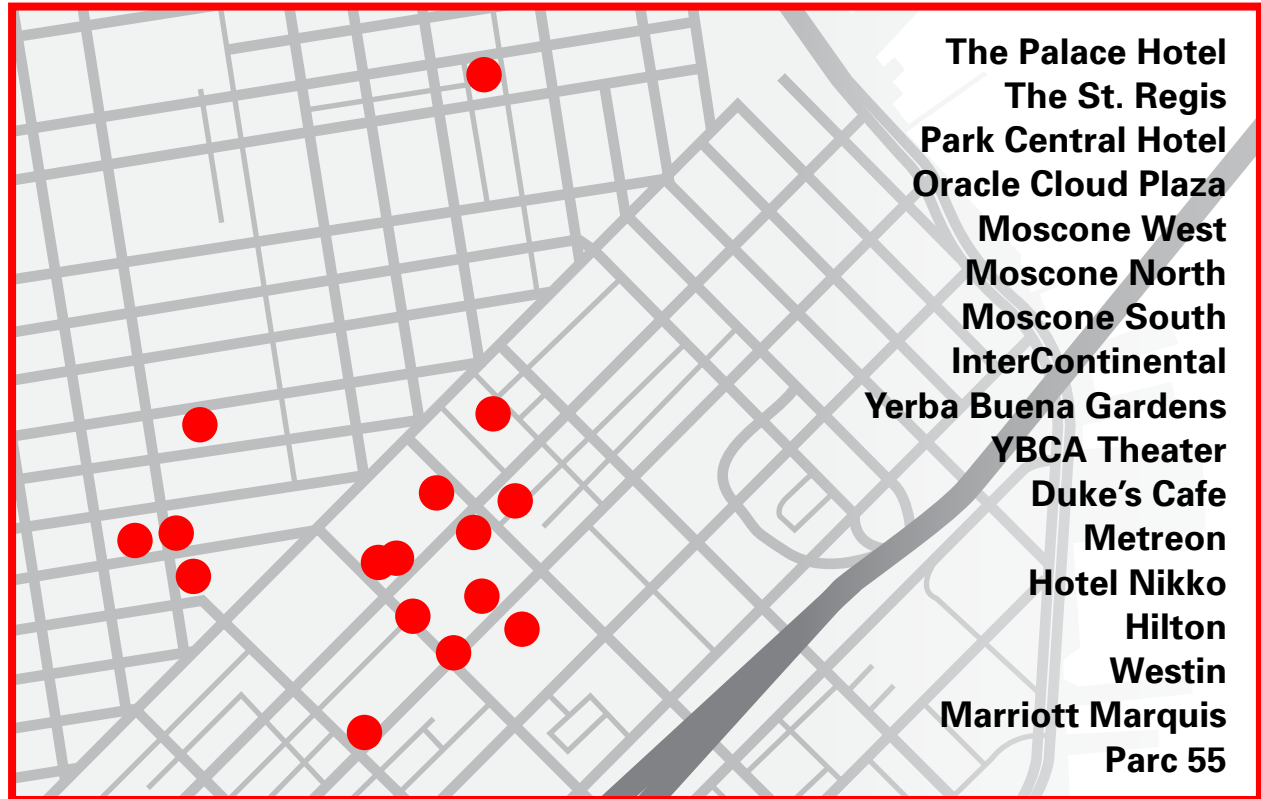 The Palace Hotel
The St. Regis
Park Central Hotel
Oracle Cloud Plaza
Moscone West
Moscone North
Moscone South
InterContinental
Yerba Buena Gardens
YBCA Theater
Duke’s Cafe
Metreon
Hotel Nikko
Hilton
Westin
Marriott Marquis
Parc 55